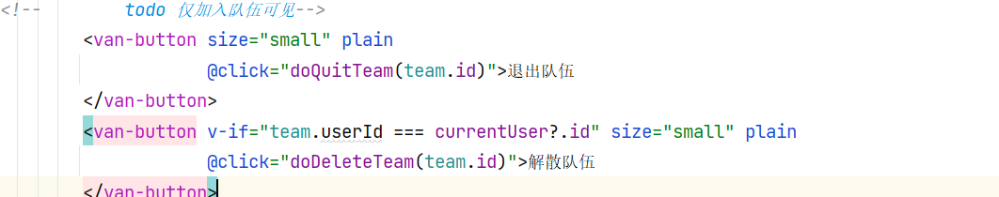 <!--        todo 仅加入队伍可见-->
<van-button size="small" plain
@click="doQuitTeam(team.id)">退出队伍
</van-button>
<van-button v-if="team.userId === currentUser?.id" size="small" plain
@click="doDeleteTeam(team.id)">解散队伍
</van-button>